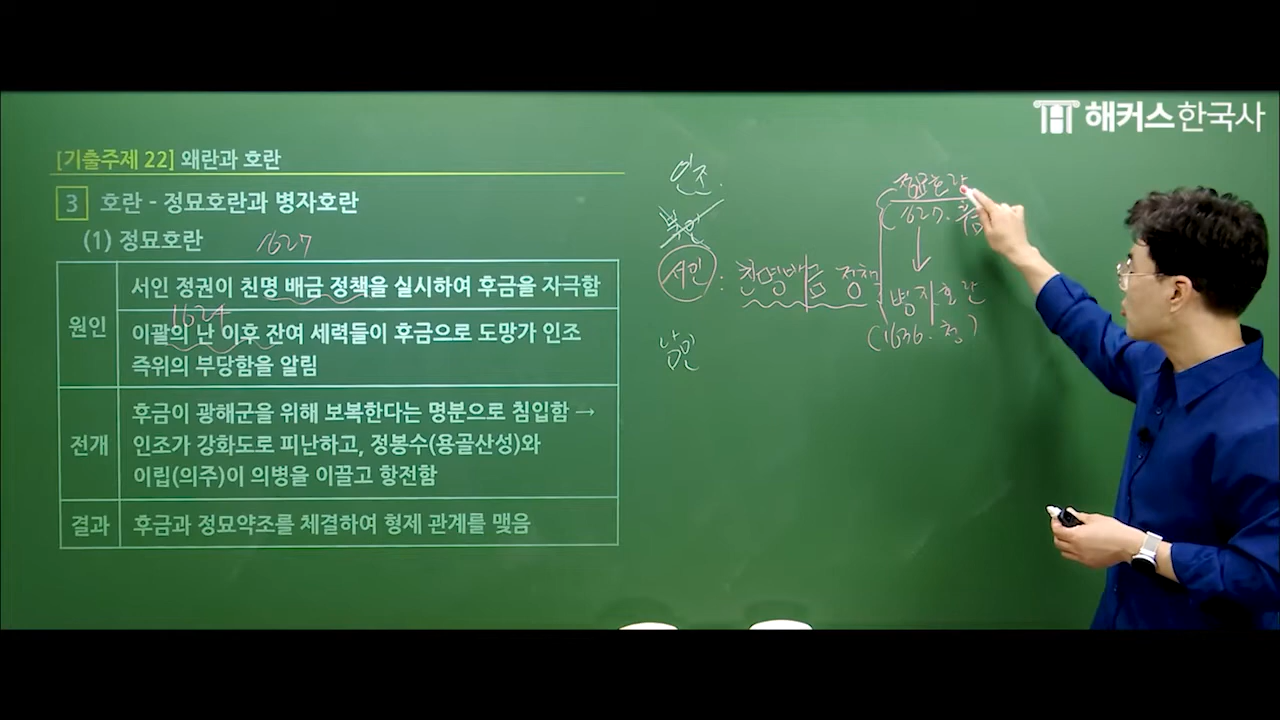 해커스한국사
[기출주제 22] 왜란과 호란
3 호란 - 정묘호란과 병자호란
(1) 정묘호란 1627
원인
서인 정권이 친명 배금 정책을 실시하여 후금을 자극함
1624
이괄의 난 이후 잔여 세력들이 후금으로 도망가 인조
즉위의 부당함을 알림
전개
후금이 광해군을 위해 보복한다는 명분으로 침입함 →
인조가 강화도로 피난하고, 정봉수(용골산성)와
이립(의주)이 의병을 이끌고 항전함
결과
후금과 정묘약조를 체결하여 형제 관계를 맺음
인조.
북인
서인 : 친명배금 정책
남인
정묘호란
(1627. 후금
↓
병자호란
(1636. 청)